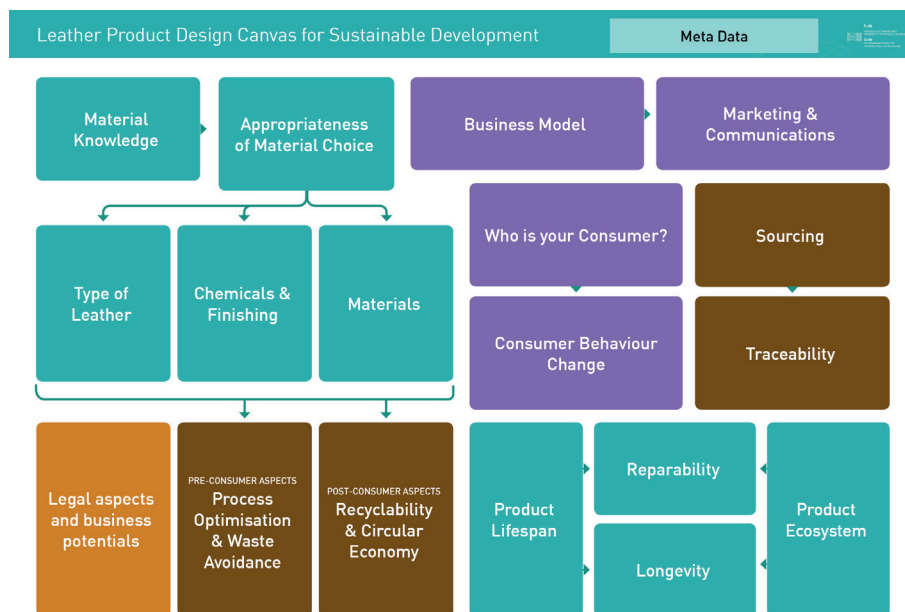 Leather Product Design Canvas for Sustainable Development
Meta Data
Material
Knowledge
Appropriateness
of Material Choice
Business Model
Marketing &
Communications
Type of
Leather
Chemicals &
Finishing
Materials
Who is your Consumer?
Sourcing
Consumer Behaviour
Change
Traceability
Legal aspects
and business
potentials
PRE-CONSUMER ASPECTS
Process
Optimisation
& Waste
Avoidance
POST-CONSUMER ASPECTS
Recyclability
& Circular
Economy
Product
Lifespan
Reparability
Longevity
Product
Ecosystem